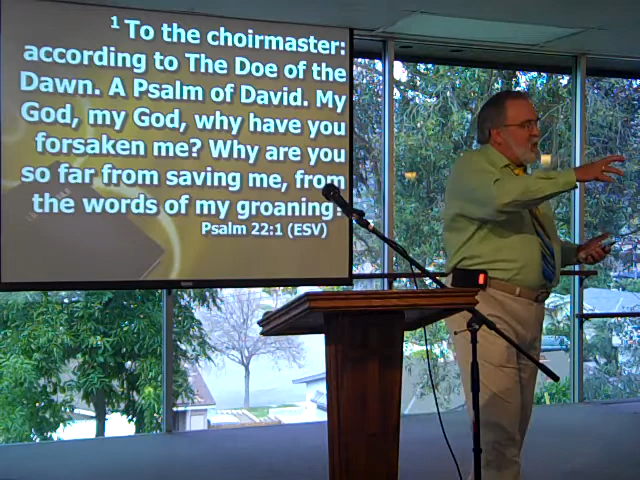 1 To the choirmaster:
according to The Doe of the
Dawn. A Psalm of David. My
God, my God, why have you
forsaken me? Why are you
so far from saving me, from
the words of my groaning?
Psalm 22:1 (ESV)